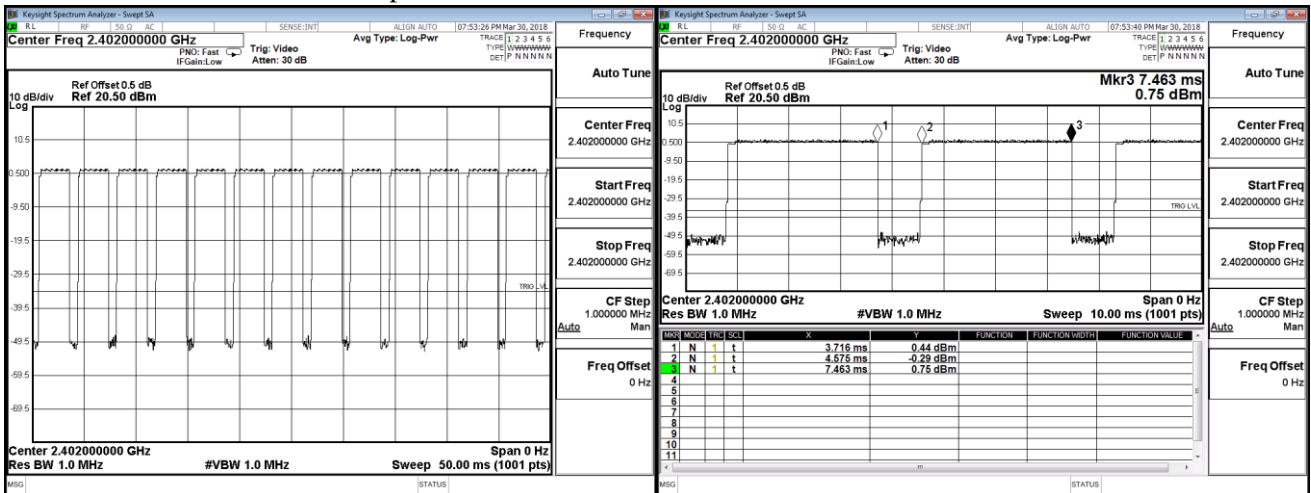 Keysight Spectrum Analyzer - Swept SA
RL RF 50 Ω AC SENSE:INT ALIGN AUTO 07:53:26 PM Mar 30, 2018
Center Freq 2.402000000 GHz
PNO: Fast
IFGain:Low
Trig: Video
Atten: 30 dB
Avg Type: Log-Pwr
TRACE 1 2 3 4 5 6
TYPE WWWWWW
DET P N N N N N
Ref Offset 0.5 dB
10 dB/div Ref 20.50 dBm
Log
10.5
0.500
-9.50
-19.5
-29.5
TRIG LVL
-39.5
-49.5
-59.5
-69.5
Center 2.402000000 GHz Span 0 Hz
Res BW 1.0 MHz #VBW 1.0 MHz Sweep 50.00 ms (1001 pts)
MSG STATUS
Frequency
Auto Tune
Center Freq
2.402000000 GHz
Start Freq
2.402000000 GHz
Stop Freq
2.402000000 GHz
CF Step
1.000000 MHz
Auto Man
Freq Offset
0 Hz
Keysight Spectrum Analyzer - Swept SA
RL RF 50 Ω AC SENSE:INT ALIGN AUTO 07:53:40 PM Mar 30, 2018
Center Freq 2.402000000 GHz
PNO: Fast
IFGain:Low
Trig: Video
Atten: 30 dB
Avg Type: Log-Pwr
TRACE 1 2 3 4 5 6
TYPE WWWWWW
DET P N N N N N
Mkr3 7.463 ms
0.75 dBm
Ref Offset 0.5 dB
10 dB/div Ref 20.50 dBm
Log
10.5
0.500
-9.50
-19.5
-29.5
TRIG LVL
-39.5
-49.5
-59.5
-69.5
1
2
3
Center 2.402000000 GHz Span 0 Hz
Res BW 1.0 MHz #VBW 1.0 MHz Sweep 10.00 ms (1001 pts)
MKR MODE TRC SCL X Y FUNCTION FUNCTION WIDTH FUNCTION VALUE
1 N 1 t 3.716 ms 0.44 dBm
2 N 1 t 4.575 ms -0.29 dBm
3 N 1 t 7.463 ms 0.75 dBm
4
5
6
7
8
9
10
11
MSG STATUS
Frequency
Auto Tune
Center Freq
2.402000000 GHz
Start Freq
2.402000000 GHz
Stop Freq
2.402000000 GHz
CF Step
1.000000 MHz
Auto Man
Freq Offset
0 Hz